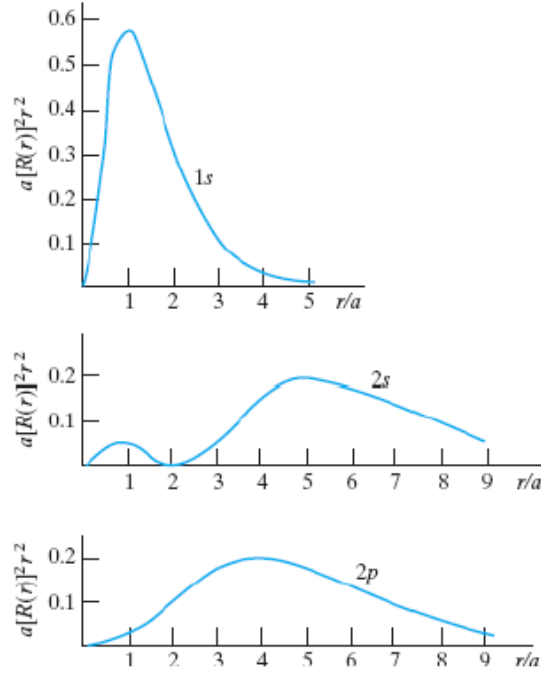 0.6
0.5
0.4
0.3
0.2
0.1
a[R(r)]²r²
1s
1 2 3 4 5 r/a
0.2
0.1
a[R(r)]²r²
2s
1 2 3 4 5 6 7 8 9 r/a
0.2
0.1
a[R(r)]²r²
2p
1 2 3 4 5 6 7 8 9 r/a